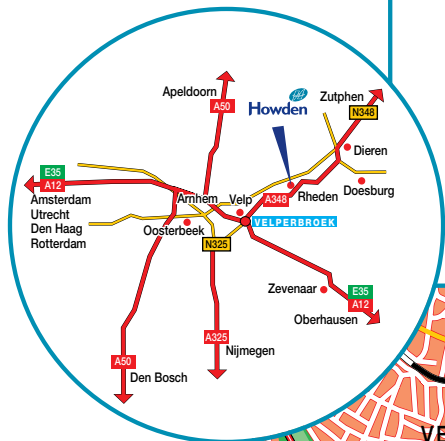 Apeldoorn
A50
Howden
Zutphen
N348
Dieren
E35
A12
Amsterdam
Utrecht
Den Haag
Rotterdam
Arnhem
Velp
A348
Rheden
Doesburg
Oosterbeek
VELPERBROEK
N325
Zevenaar
E35
A12
Oberhausen
A325
Nijmegen
A50
Den Bosch
VE